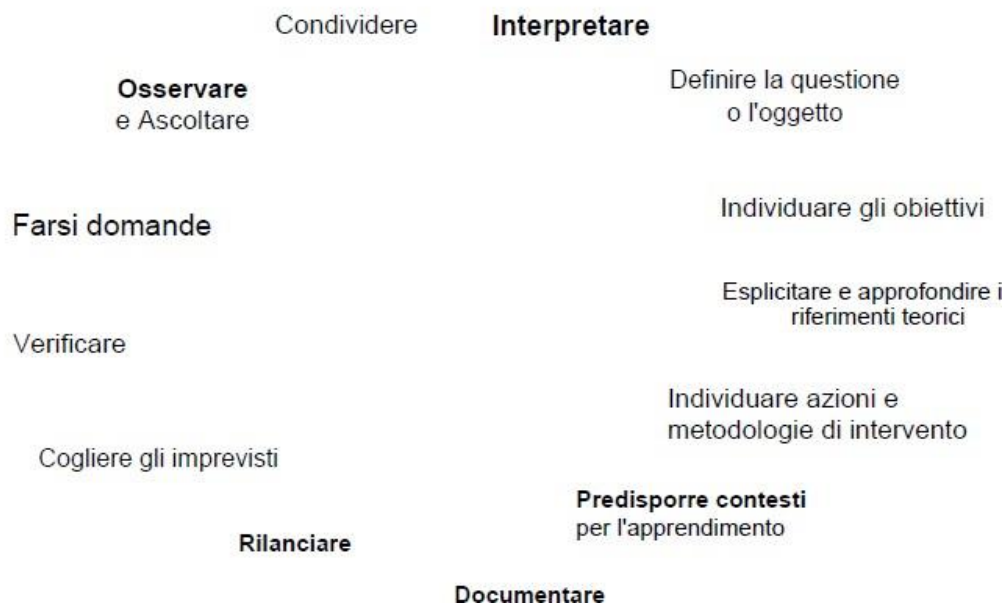 Condividere
Interpretare
Osservare
e Ascoltare
Definire la questione
o l'oggetto
Farsi domande
Individuare gli obiettivi
Esplicitare e approfondire i
riferimenti teorici
Verificare
Individuare azioni e
metodologie di intervento
Cogliere gli imprevisti
Predisporre contesti
per l'apprendimento
Rilanciare
Documentare